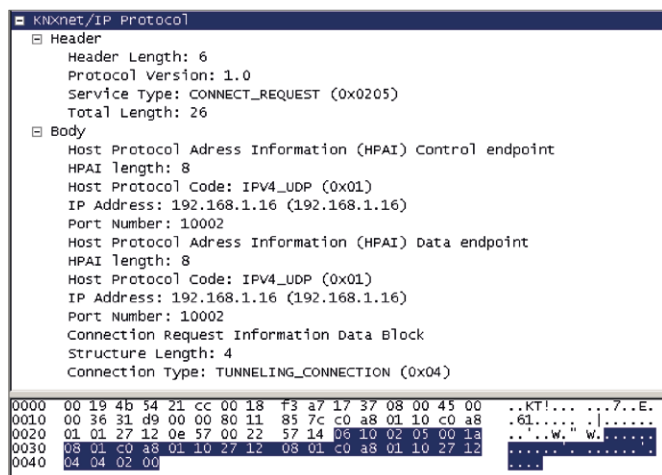 KNXnet/IP Protocol
Header
Header Length: 6
Protocol Version: 1.0
Service Type: CONNECT_REQUEST (0x0205)
Total Length: 26
Body
Host Protocol Adress Information (HPAI) Control endpoint
HPAI length: 8
Host Protocol Code: IPV4_UDP (0x01)
IP Address: 192.168.1.16 (192.168.1.16)
Port Number: 10002
Host Protocol Adress Information (HPAI) Data endpoint
HPAI length: 8
Host Protocol Code: IPV4_UDP (0x01)
IP Address: 192.168.1.16 (192.168.1.16)
Port Number: 10002
Connection Request Information Data Block
Structure Length: 4
Connection Type: TUNNELING_CONNECTION (0x04)
0000 00 19 4b 54 21 cc 00 18 f3 a7 17 37 08 00 45 00 ..KT!... ...7..E.
0010 00 36 31 d9 00 00 80 11 85 7c c0 a8 01 10 c0 a8 .61..... .|......
0020 01 01 27 12 0e 57 00 22 57 14 06 10 02 05 00 1a ..'..W." W.......
0030 08 01 c0 a8 01 10 27 12 08 01 c0 a8 01 10 27 12 ......'. ......'.
0040 04 04 02 00 ....